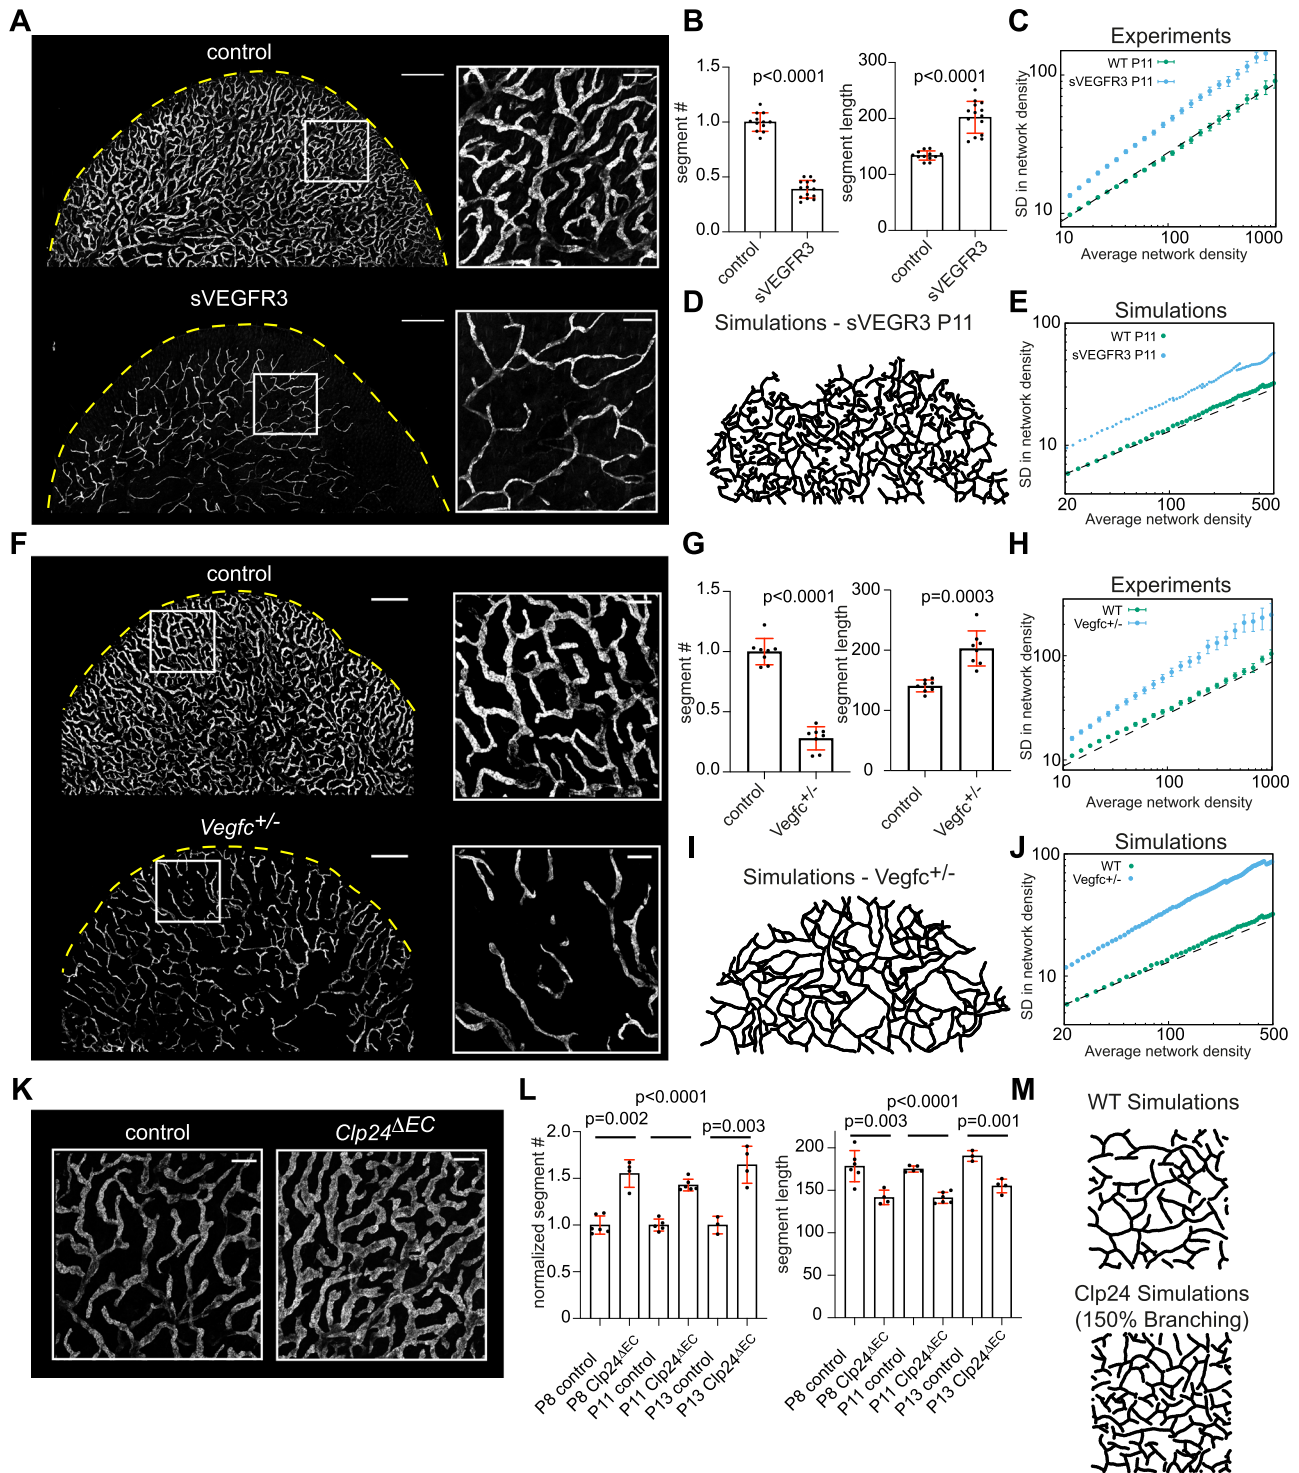 A
control
sVEGFR3
B
segment #
1.5
1.0
0.5
0.0
p<0.0001
control
sVEGFR3
segment length
300
200
100
0
p<0.0001
control
sVEGFR3
C
Experiments
WT P11
sVEGFR3 P11
SD in network density
100
10
10
100
1000
Average network density
D
Simulations - sVEGR3 P11
E
Simulations
WT P11
sVEGFR3 P11
SD in network density
100
10
20
100
500
Average network density
F
control
Vegfc+/-
G
segment #
1.5
1.0
0.5
0.0
p<0.0001
control
Vegfc+/-
segment length
300
200
100
0
p=0.0003
control
Vegfc+/-
H
Experiments
WT
Vegfc+/-
SD in network density
100
10
10
100
1000
Average network density
I
Simulations - Vegfc+/-
J
Simulations
WT
Vegfc+/-
SD in network density
100
10
20
100
500
Average network density
K
control
Clp24ΔEC
L
p<0.0001
p=0.002
p=0.003
normalized segment #
2.0
1.5
1.0
0.5
0
P8 control
P8 Clp24ΔEC
P11 control
P11 Clp24ΔEC
P13 control
P13 Clp24ΔEC
p<0.0001
p=0.003
p=0.001
segment length
200
150
100
50
0
P8 control
P8 Clp24ΔEC
P11 control
P11 Clp24ΔEC
P13 control
P13 Clp24ΔEC
M
WT Simulations
Clp24 Simulations
(150% Branching)